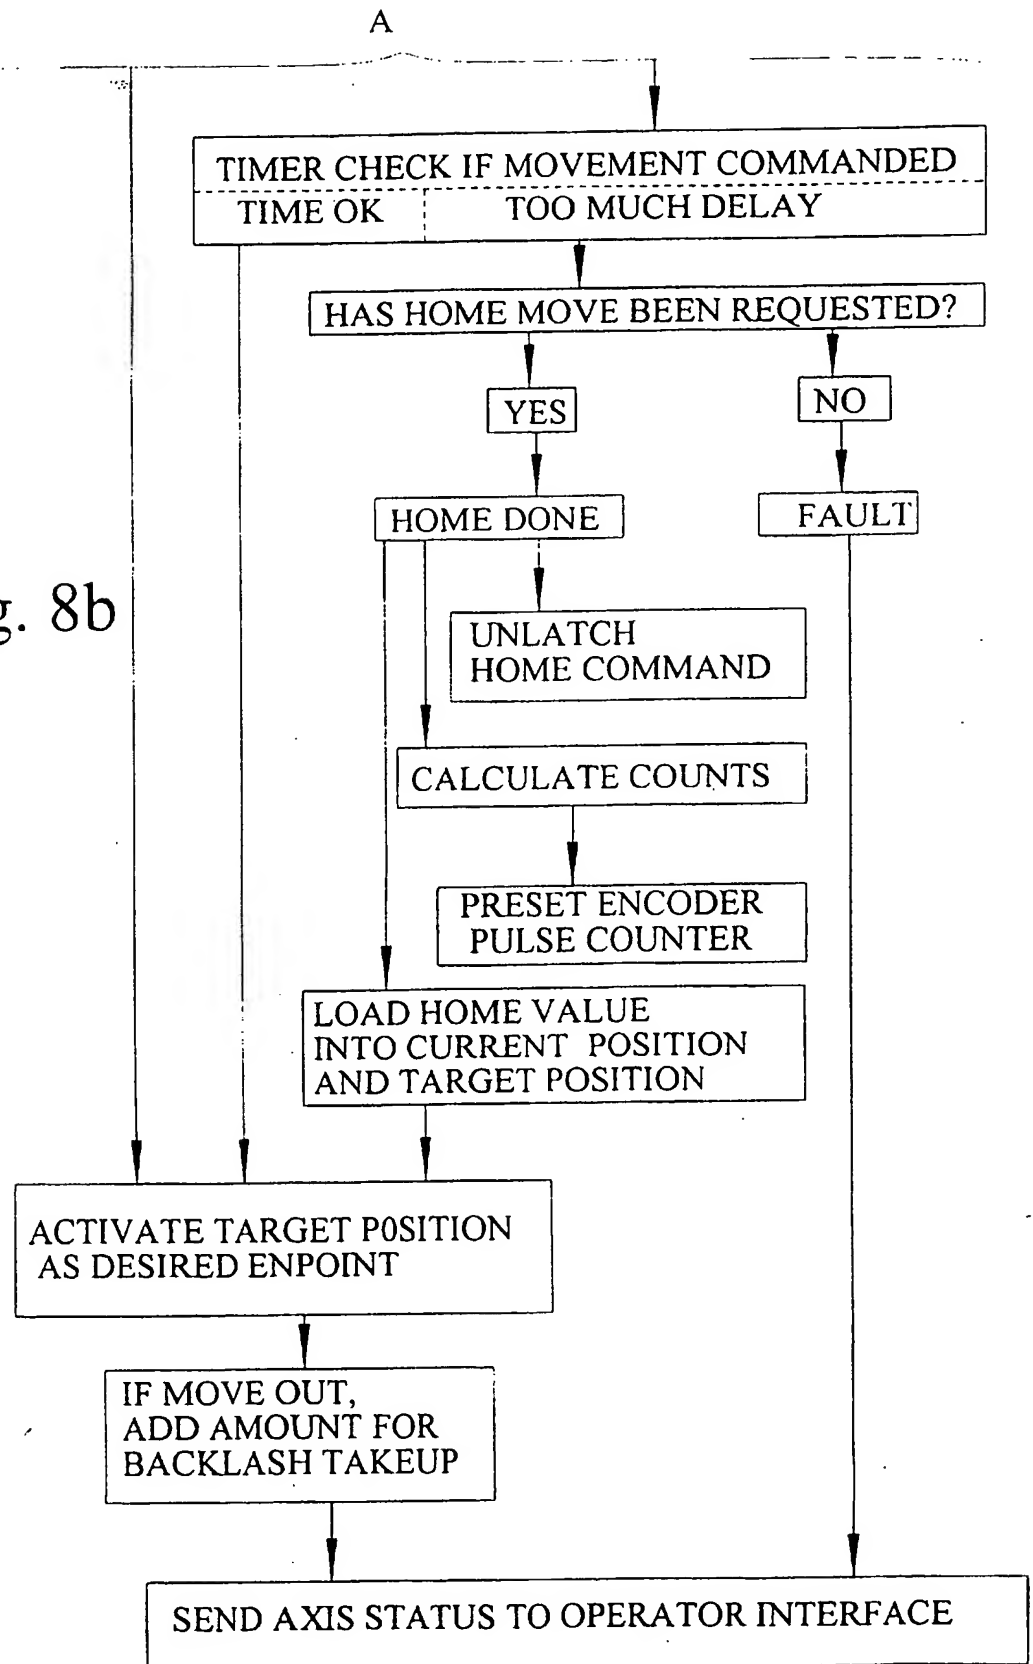 A
TIMER CHECK IF MOVEMENT COMMANDED
TIME OK
TOO MUCH DELAY
HAS HOME MOVE BEEN REQUESTED?
YES
NO
HOME DONE
FAULT
g. 8b
UNLATCH
HOME COMMAND
CALCULATE COUNTS
PRESET ENCODER
PULSE COUNTER
LOAD HOME VALUE
INTO CURRENT POSITION
AND TARGET POSITION
ACTIVATE TARGET POSITION
AS DESIRED ENPOINT
IF MOVE OUT,
ADD AMOUNT FOR
BACKLASH TAKEUP
SEND AXIS STATUS TO OPERATOR INTERFACE